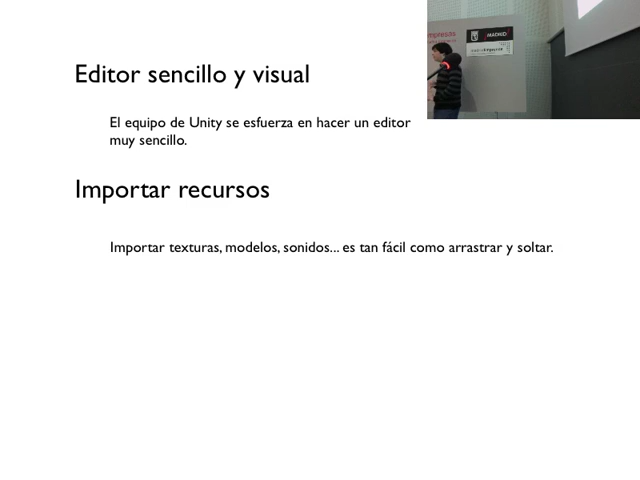 Editor sencillo y visual
El equipo de Unity se esfuerza en hacer un editor
muy sencillo.
Importar recursos
Importar texturas, modelos, sonidos... es tan fácil como arrastrar y soltar.
¡MADRID!